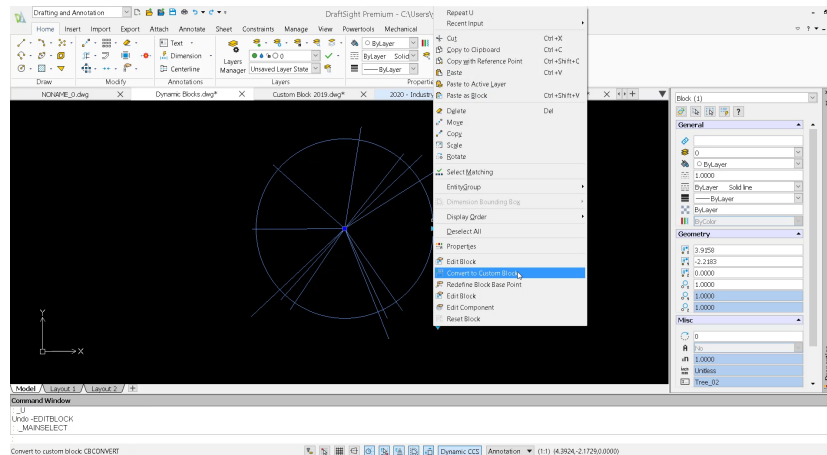 Drafting and Annotation
DraftSight Premium - C:\Users\
Home Insert Import Export Attach Annotate Sheet Constraints Manage View Powertools Mechanical
Text
Dimension
Centerline
Layers
Manager
0
Unsaved Layer State
ByLayer
ByLayer Solid
ByLayer
Draw Modify Annotations Layers Propertie
NONAME_0.dwg X Dynamic Blocks.dwg* X Custom Block 2019.dwg* X 2020 - Industry X
Repeat U
Recent Input
Cut Ctrl+X
Copy to Clipboard Ctrl+C
Copy with Reference Point Ctrl+Shift+C
Paste Ctrl+V
Paste to Active Layer
Paste as Block Ctrl+Shift+V
Delete Del
Move
Copy
Scale
Rotate
Select Matching
EntityGroup
Dimension Bounding Box
Display Order
Deselect All
Properties
Edit Block
Convert to Custom Block
Redefine Block Base Point
Edit Block
Edit Component
Reset Block
Block (1)
General
0
ByLayer
1.0000
ByLayer Solid line
ByLayer
ByLayer
ByColor
Geometry
3.9158
-2.2183
0.0000
1.0000
1.0000
1.0000
Misc
0
No
1.0000
Unitless
Tree_02
Y
X
Model Layout 1 Layout 2 +
Command Window
: _U
Undo -EDITBLOCK
: _MAINSELECT
:
Convert to custom block: CBCONVERT
Dynamic CCS Annotation (1:1) (4.3924,-2.1729,0.0000)